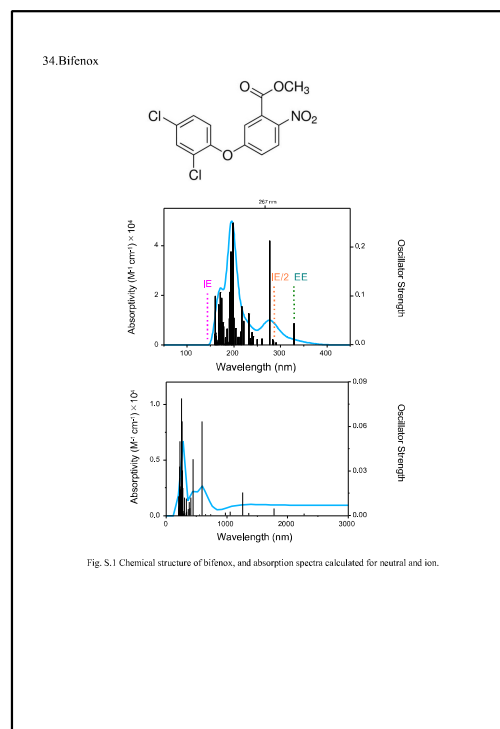 34.Bifenox
O
OCH3
Cl
NO2
O
Cl
267 nm
Absorptivity (M-1 cm-1) × 104
4
2
0
IE
IE/2
EE
0,2
0.1
0.0
Oscillator Strength
100 200 300 400
Wavelength (nm)
Absorptivity (M-1 cm-1) × 104
1.0
0.5
0.0
0.09
0.06
0.03
0.00
Oscillator Strength
0 1000 2000 3000
Wavelength (nm)
Fig. S.1 Chemical structure of bifenox, and absorption spectra calculated for neutral and ion.